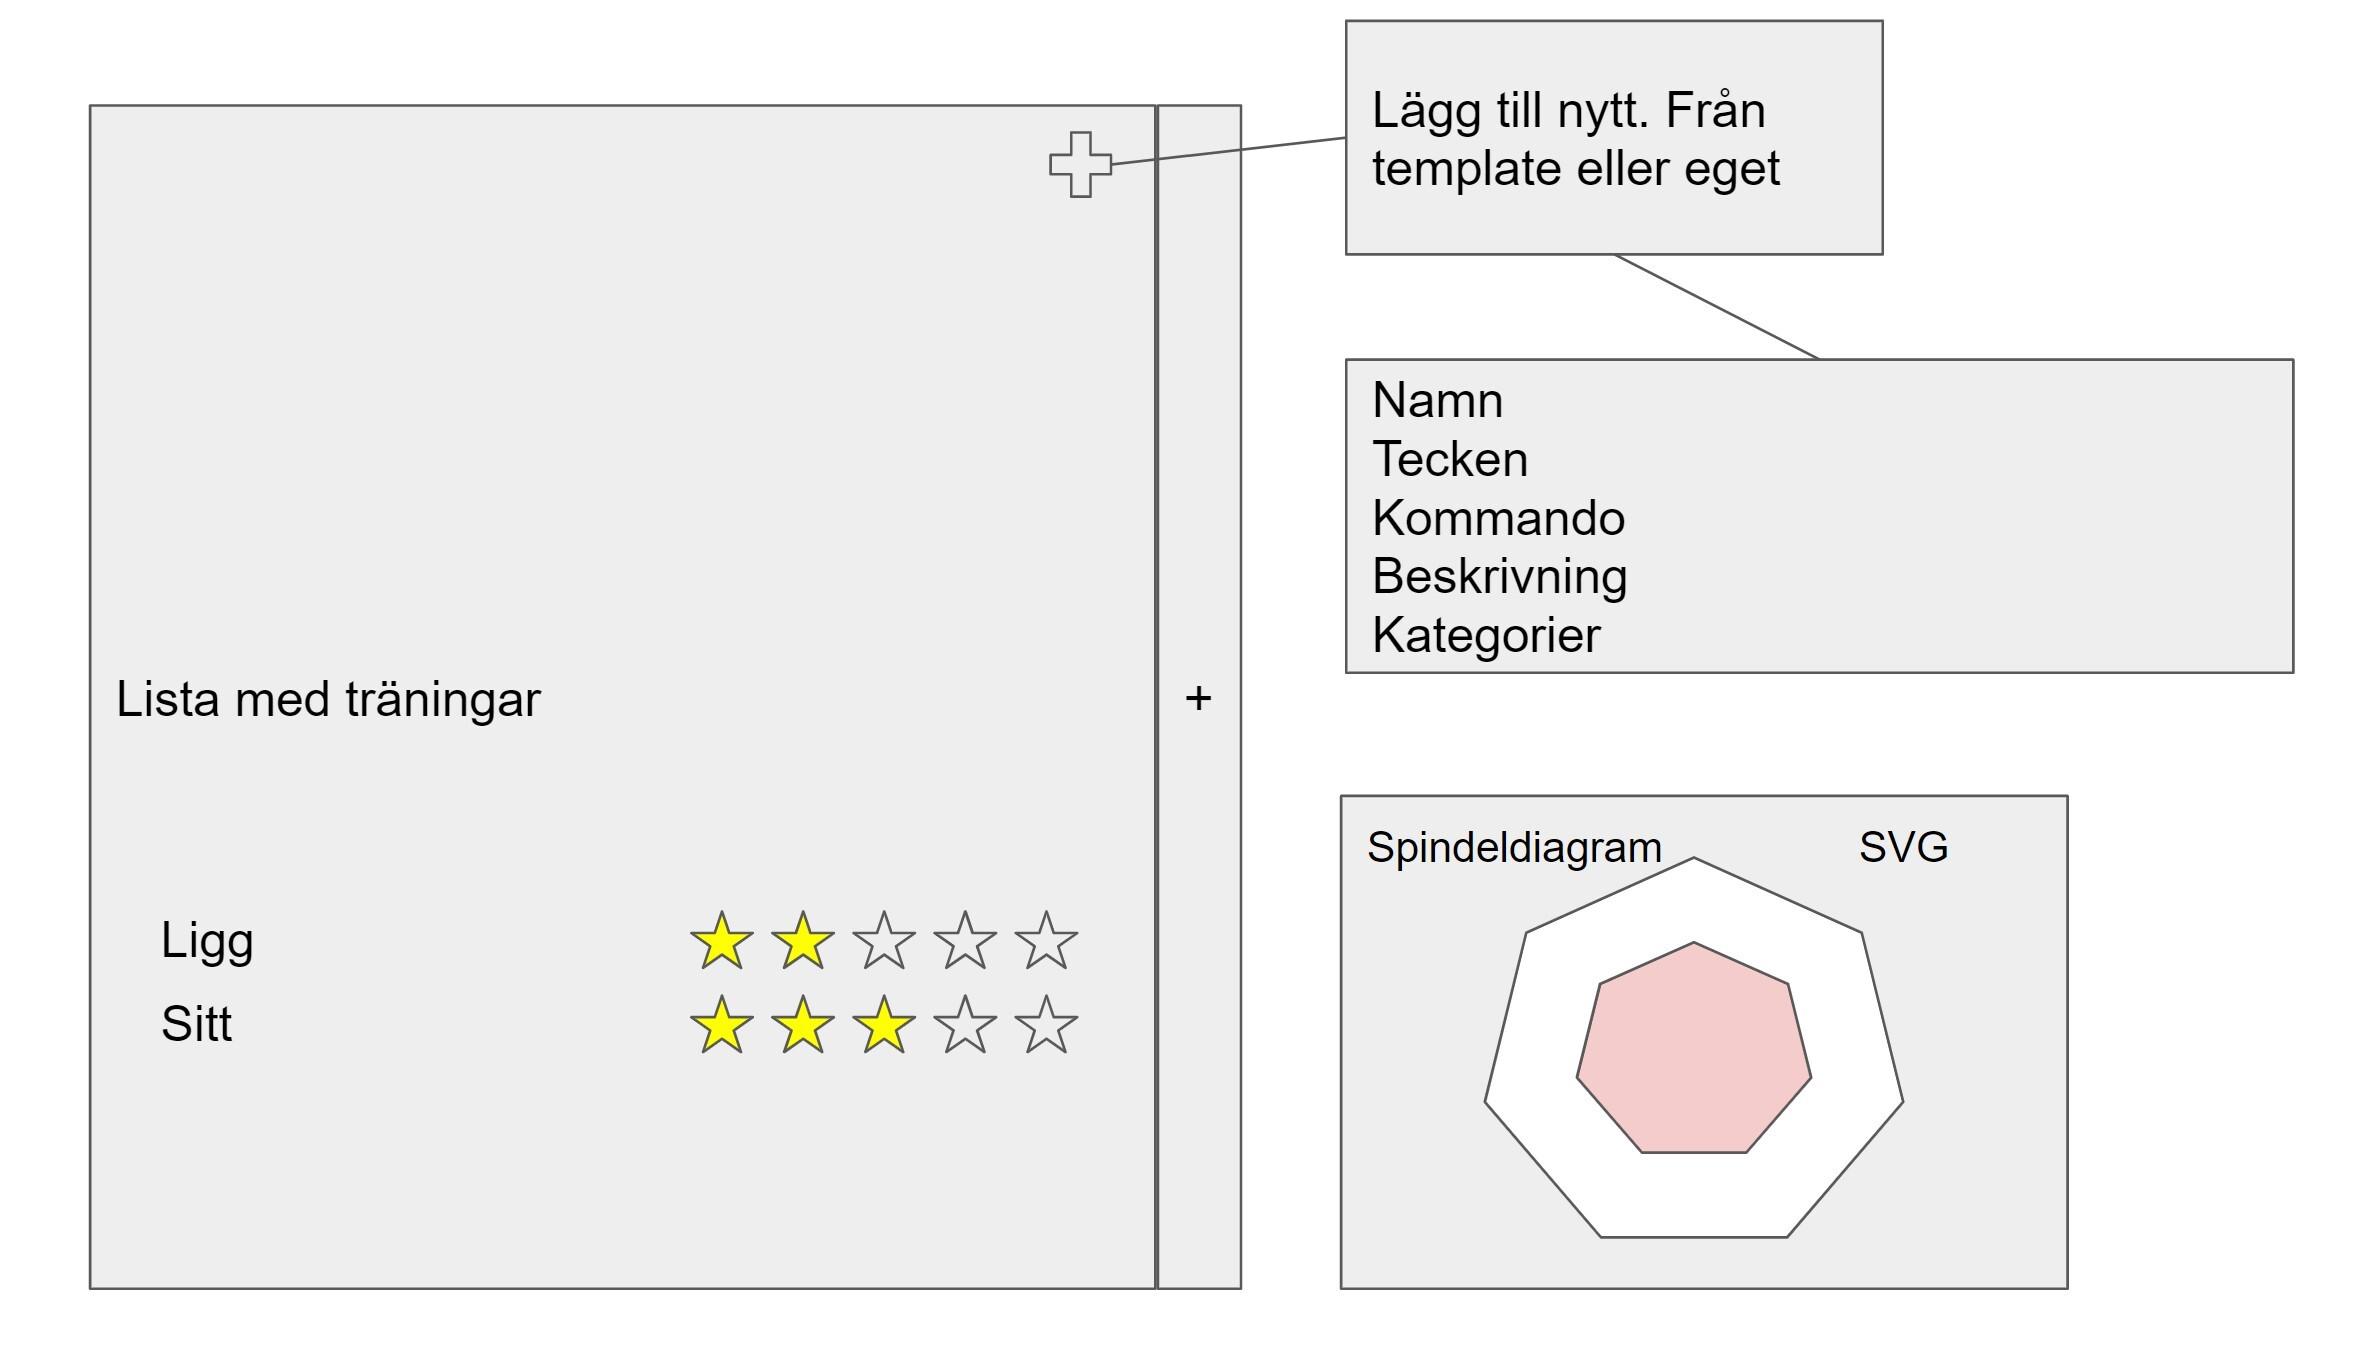 Lägg till nytt. Från
template eller eget
Namn
Tecken
Kommando
Beskrivning
Kategorier
Lista med träningar
+
Ligg
Sitt
Spindeldiagram
SVG